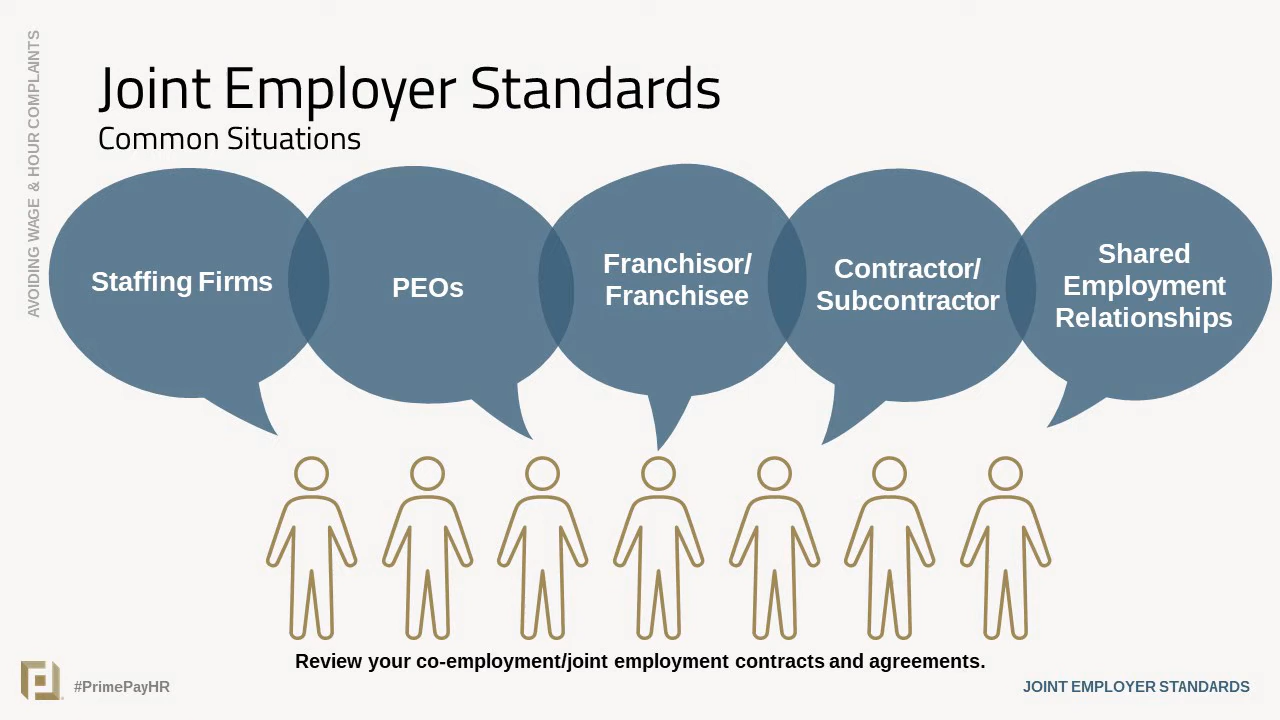 AVOIDING WAGE & HOUR COMPLAINTS
Joint Employer Standards
Common Situations
Staffing Firms
PEOs
Franchisor/
Franchisee
Contractor/
Subcontractor
Shared
Employment
Relationships
Review your co-employment/joint employment contracts and agreements.
#PrimePayHR
JOINT EMPLOYER STANDARDS